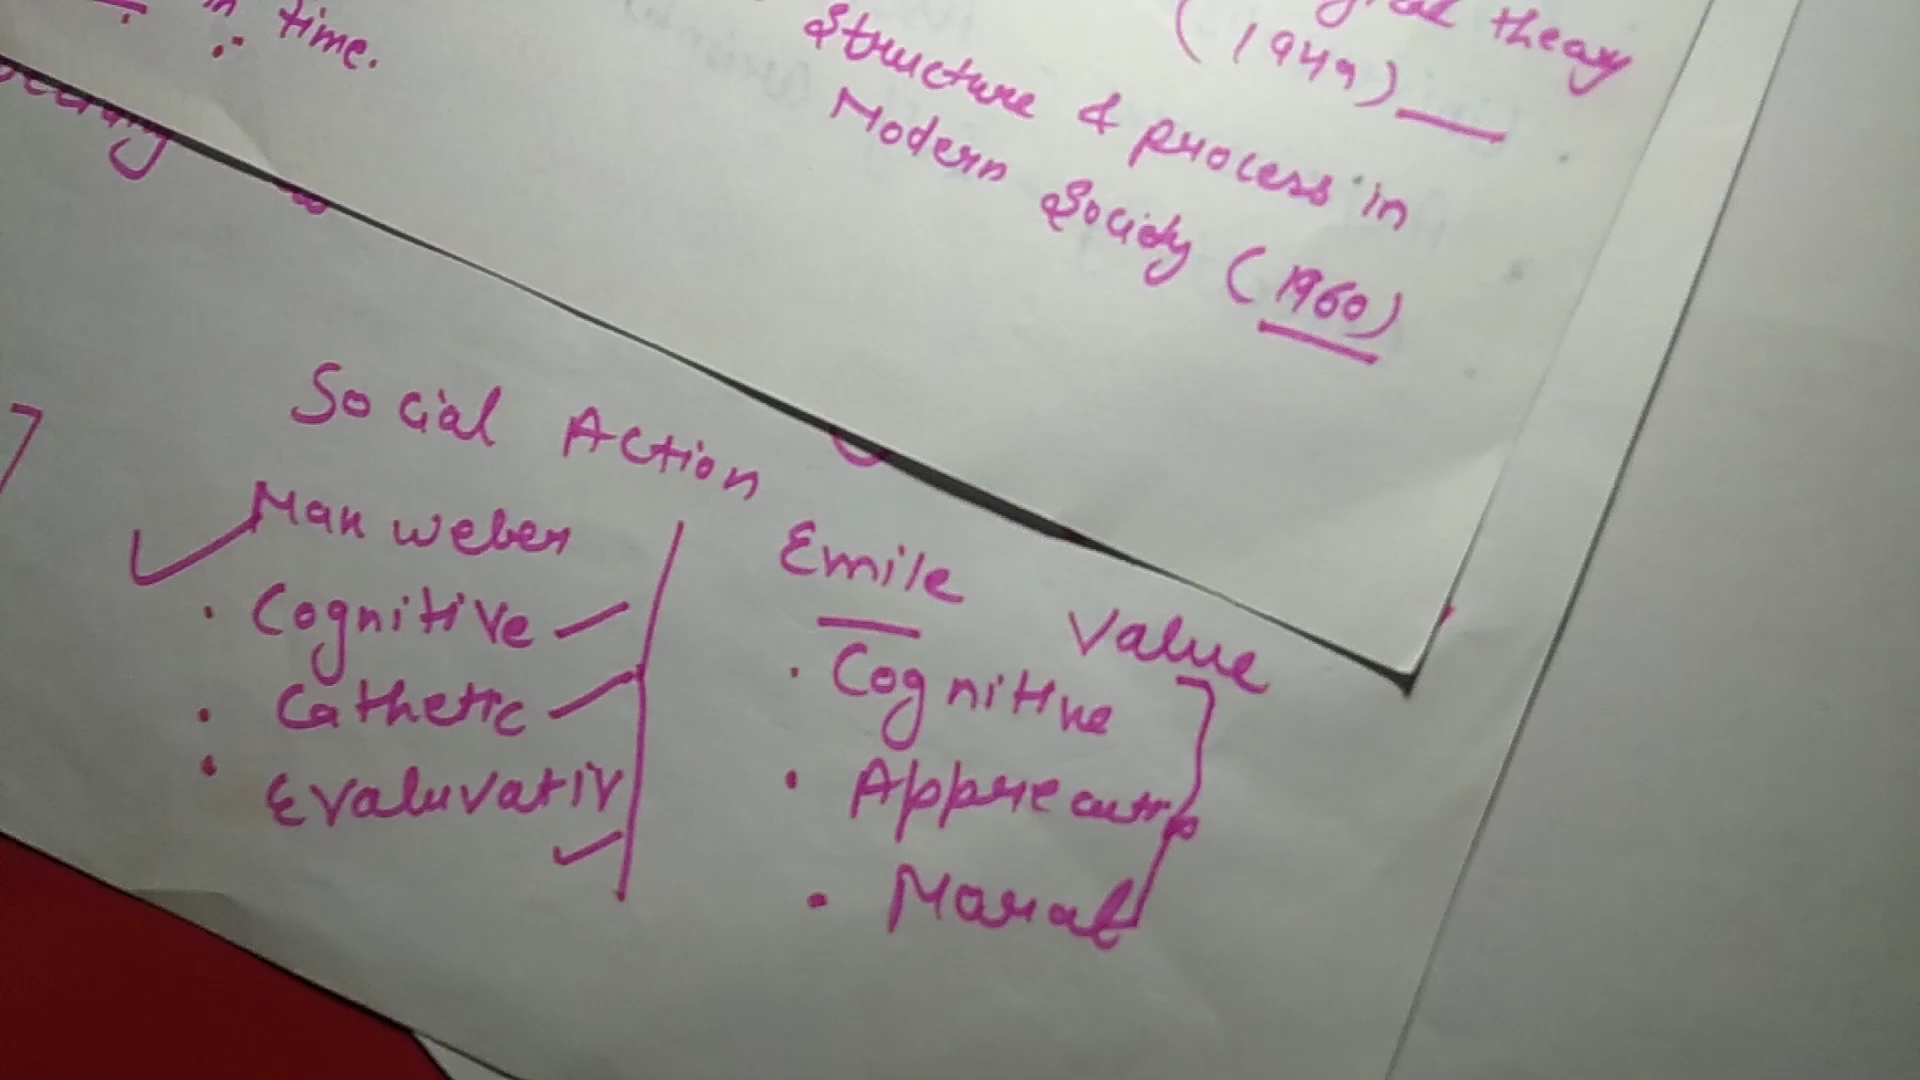 in time.
theory
(1949)
Structure & process in
Modern Society (1960)
Social Action
Max weber
• Cognitive
• Cathetic
• Evaluvativ
Emile Value
• Cognitive
• Appreciative
• Moral